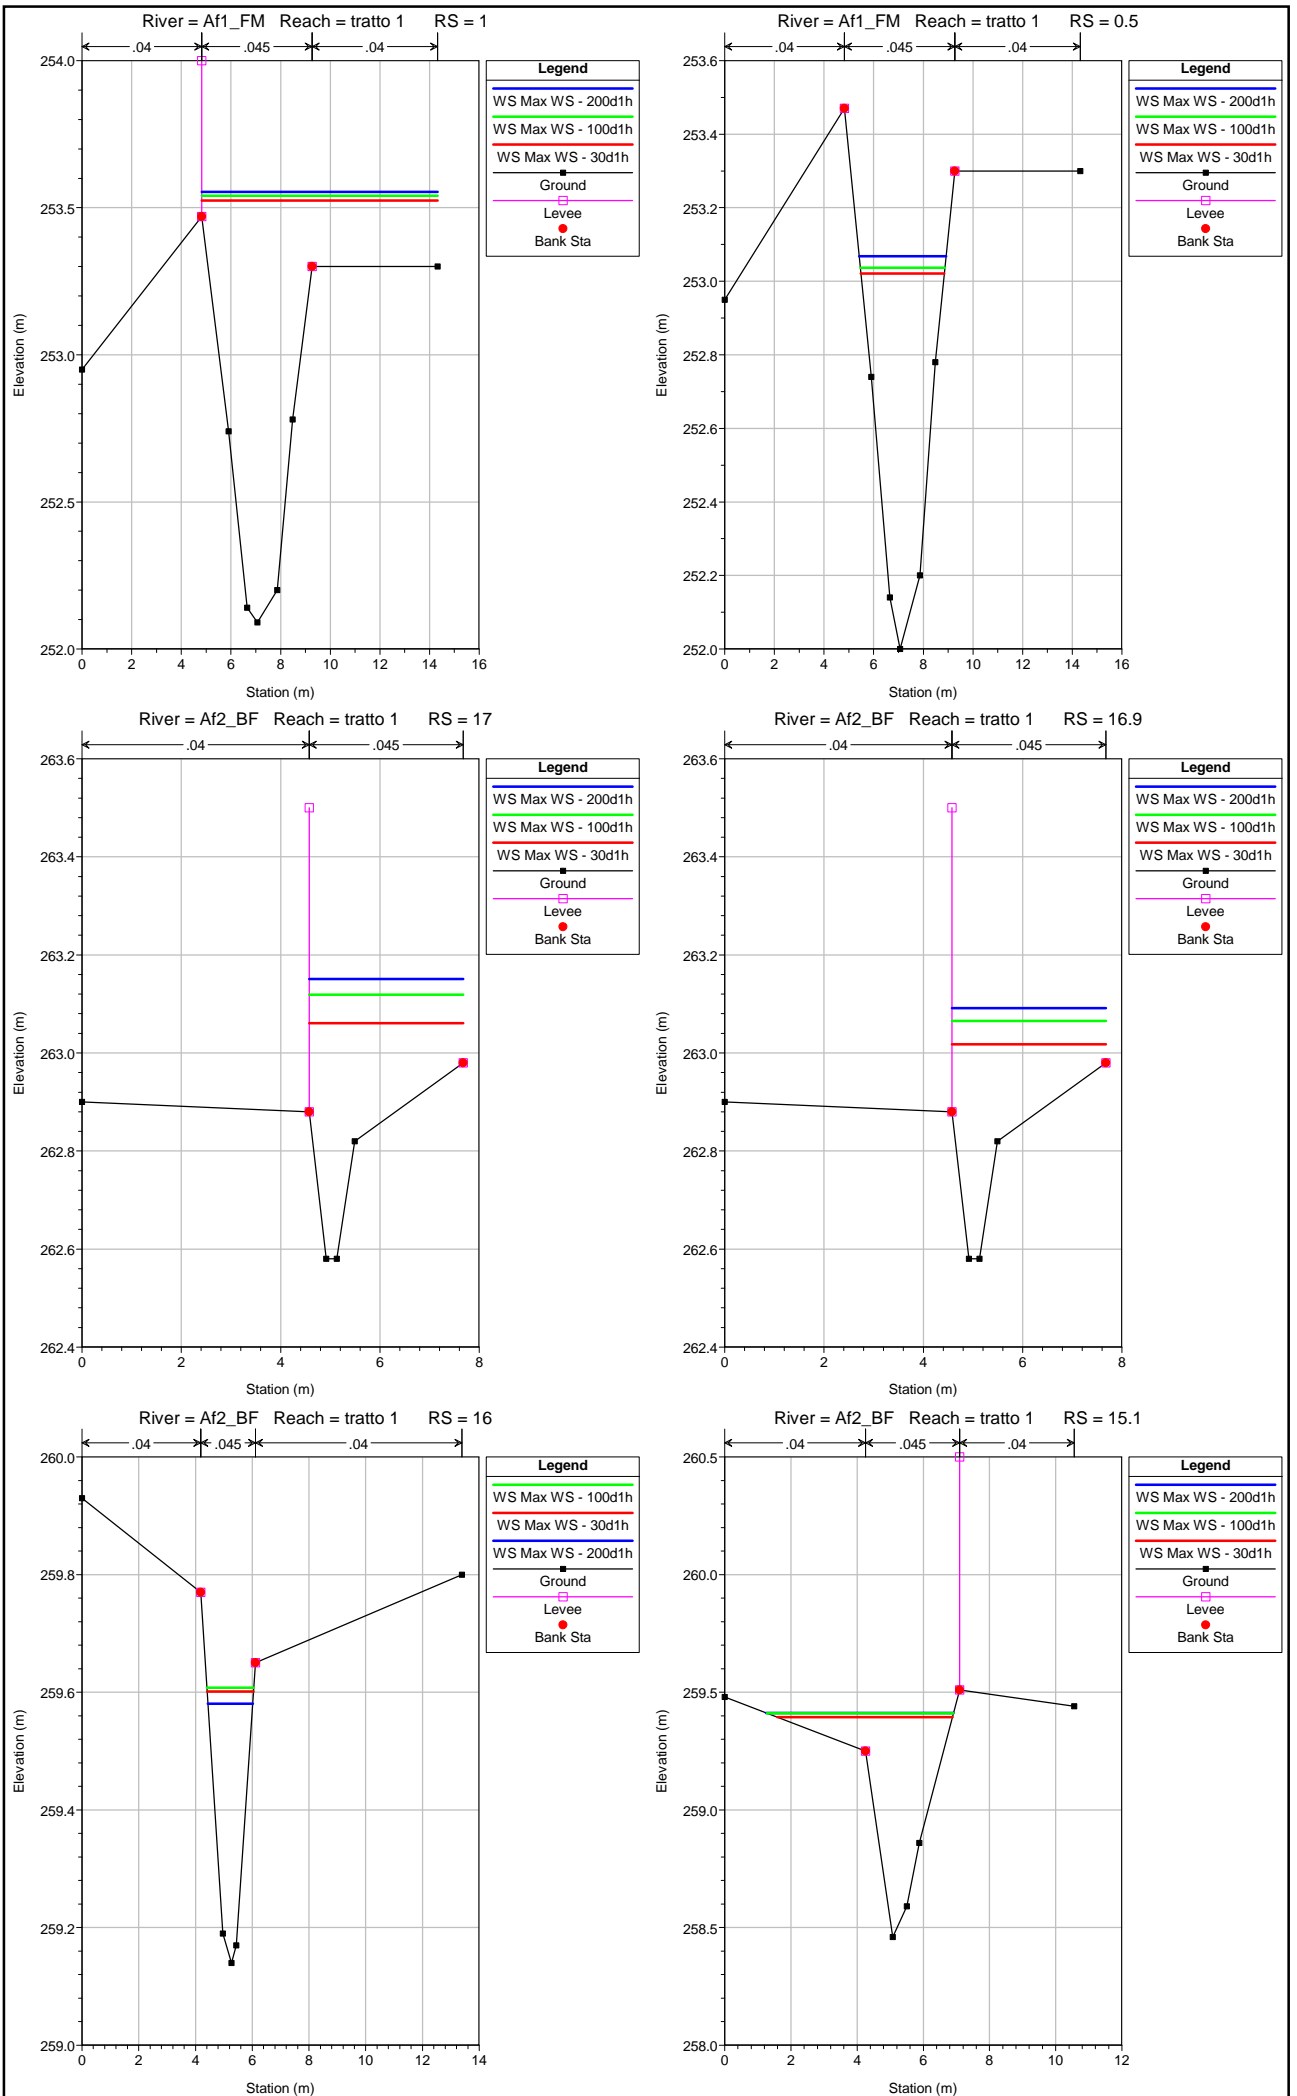 River = Af1_FM Reach = tratto 1 RS = 1
.04 .045 .04
254.0
253.5
253.0
252.5
252.0
Elevation (m)
0 2 4 6 8 10 12 14 16
Station (m)
Legend
WS Max WS - 200d1h
WS Max WS - 100d1h
WS Max WS - 30d1h
Ground
Levee
Bank Sta
River = Af1_FM Reach = tratto 1 RS = 0.5
.04 .045 .04
253.6
253.4
253.2
253.0
252.8
252.6
252.4
252.2
252.0
Elevation (m)
0 2 4 6 8 10 12 14 16
Station (m)
Legend
WS Max WS - 200d1h
WS Max WS - 100d1h
WS Max WS - 30d1h
Ground
Levee
Bank Sta
River = Af2_BF Reach = tratto 1 RS = 17
.04 .045
263.6
263.4
263.2
263.0
262.8
262.6
262.4
Elevation (m)
0 2 4 6 8
Station (m)
Legend
WS Max WS - 200d1h
WS Max WS - 100d1h
WS Max WS - 30d1h
Ground
Levee
Bank Sta
River = Af2_BF Reach = tratto 1 RS = 16.9
.04 .045
263.6
263.4
263.2
263.0
262.8
262.6
262.4
Elevation (m)
0 2 4 6 8
Station (m)
Legend
WS Max WS - 200d1h
WS Max WS - 100d1h
WS Max WS - 30d1h
Ground
Levee
Bank Sta
River = Af2_BF Reach = tratto 1 RS = 16
.04 .045 .04
260.0
259.8
259.6
259.4
259.2
259.0
Elevation (m)
0 2 4 6 8 10 12 14
Station (m)
Legend
WS Max WS - 100d1h
WS Max WS - 30d1h
WS Max WS - 200d1h
Ground
Levee
Bank Sta
River = Af2_BF Reach = tratto 1 RS = 15.1
.04 .045 .04
260.5
260.0
259.5
259.0
258.5
258.0
Elevation (m)
0 2 4 6 8 10 12
Station (m)
Legend
WS Max WS - 200d1h
WS Max WS - 100d1h
WS Max WS - 30d1h
Ground
Levee
Bank Sta